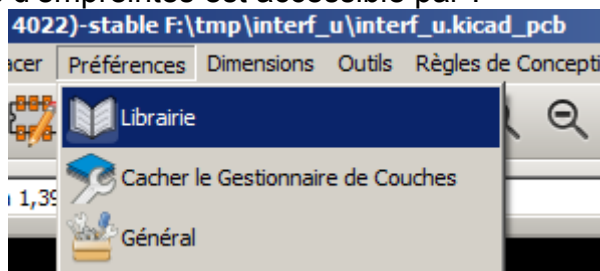 d'empreintes est accessible par :
4022)-stable F:\tmp\interf_u\interf_u.kicad_pcb
acer Préférences Dimensions Outils Règles de Concepti
Librairie
Cacher le Gestionnaire de Couches
1,39
Général